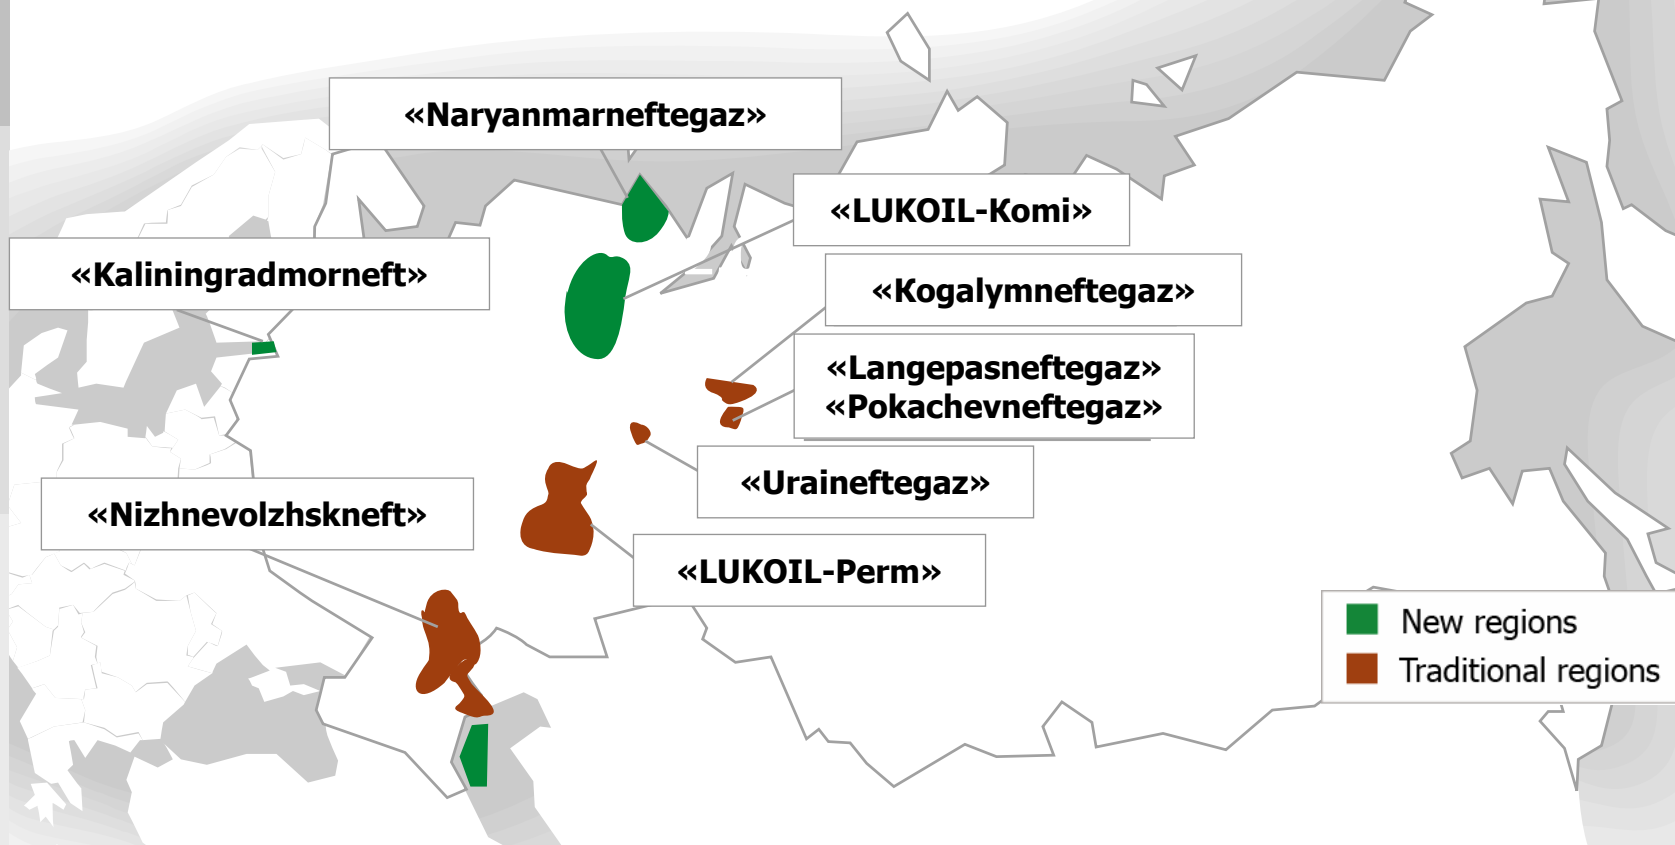 «Naryanmarneftegaz»
«LUKOIL-Komi»
«Kaliningradmorneft»
«Kogalymneftegaz»
«Langepasneftegaz»
«Pokachevneftegaz»
«Uraineftegaz»
«Nizhnevolzhskneft»
«LUKOIL-Perm»
New regions
Traditional regions